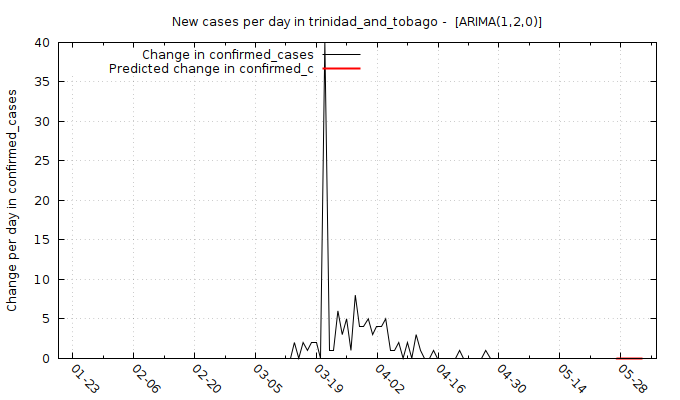 New cases per day in trinidad_and_tobago - [ARIMA(1,2,0)]
Change in confirmed_cases
Predicted change in confirmed_c
Change per day in confirmed_cases
40
35
30
25
20
15
10
5
0
01-23 02-06 02-20 03-05 03-19 04-02 04-16 04-30 05-14 05-28